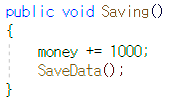 public void Saving()
{
    money += 1000;
    SaveData();
}